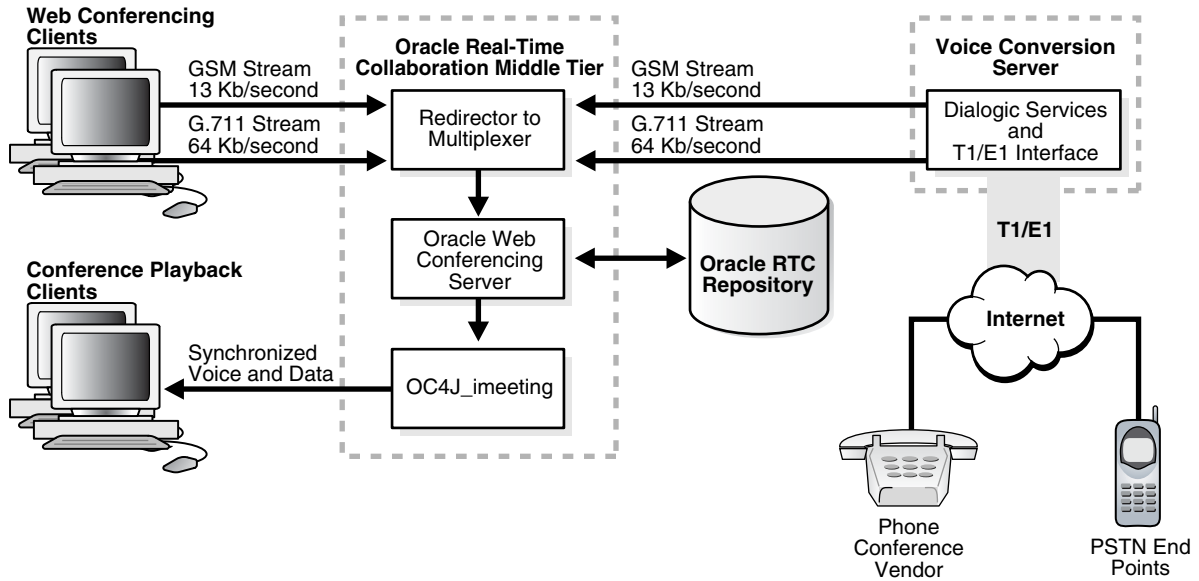 Web Conferencing
Clients
GSM Stream
13 Kb/second
G.711 Stream
64 Kb/second
Oracle Real-Time
Collaboration Middle Tier
Redirector to
Multiplexer
GSM Stream
13 Kb/second
G.711 Stream
64 Kb/second
Voice Conversion
Server
Dialogic Services
and
T1/E1 Interface
T1/E1
Oracle Web
Conferencing
Server
Oracle RTC
Repository
Internet
Conference Playback
Clients
Synchronized
Voice and Data
OC4J_imeeting
Phone
Conference
Vendor
PSTN End
Points